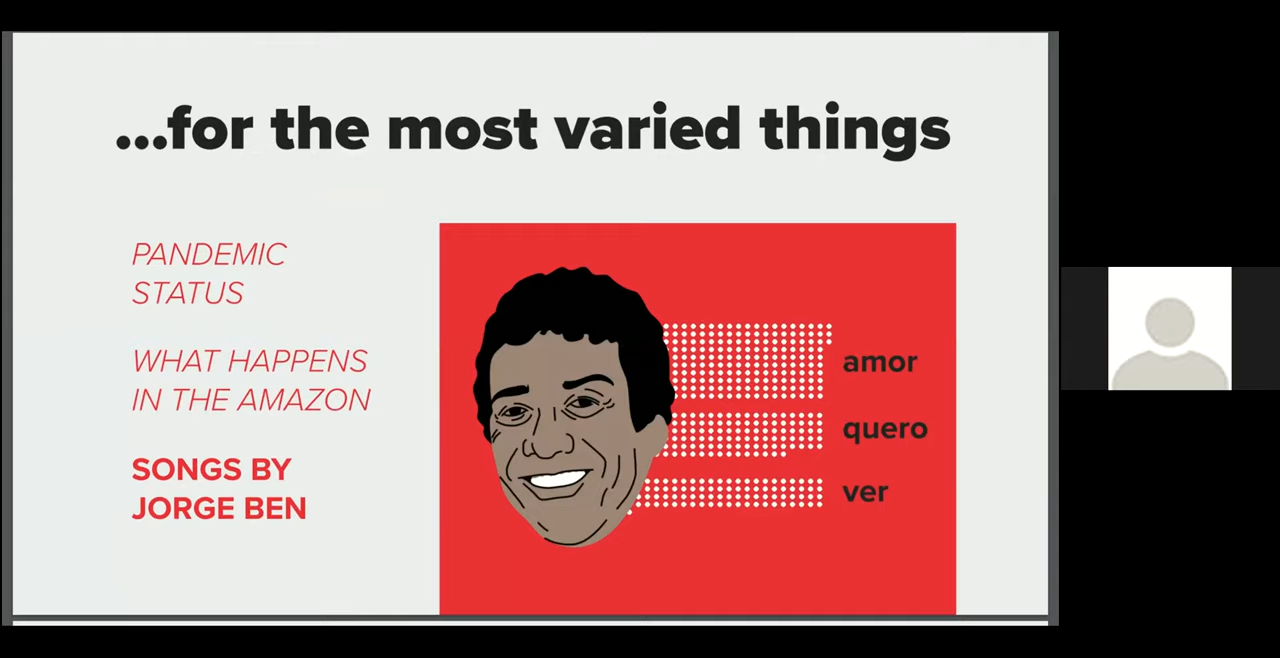 ...for the most varied things
PANDEMIC
STATUS
WHAT HAPPENS
IN THE AMAZON
SONGS BY
JORGE BEN
amor
quero
ver